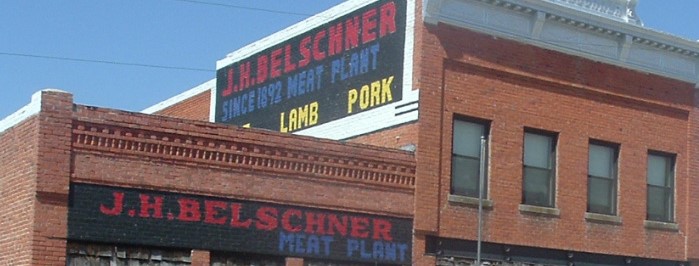 J.H. BELSCHNER
SINCE 1892 MEAT PLANT
LAMB PORK
J.H. BELSCHNER
MEAT PLANT